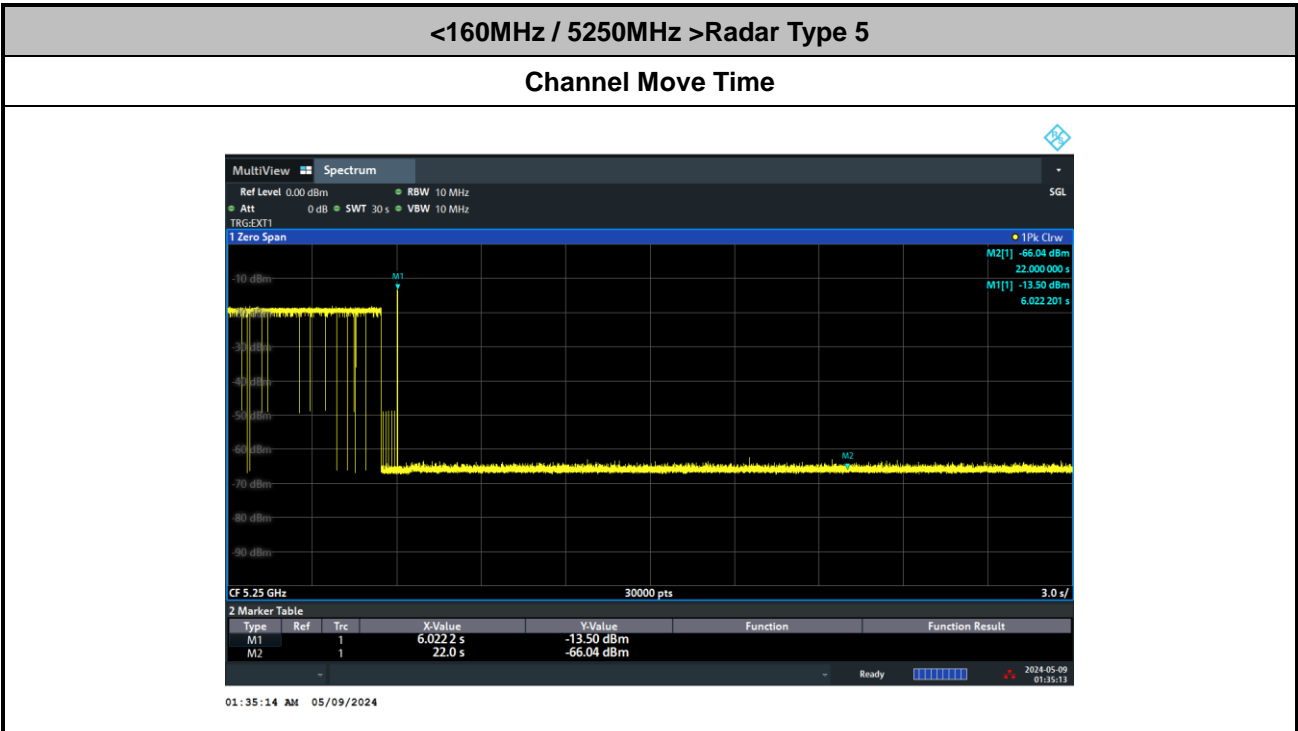 <160MHz / 5250MHz >Radar Type 5
Channel Move Time
R&S
MultiView Spectrum
Ref Level 0.00 dBm RBW 10 MHz SGL
Att 0 dB SWT 30 s VBW 10 MHz
TRG:EXT1
1 Zero Span 1Pk Clrw
M2[1] -66.04 dBm
22.000 000 s
M1[1] -13.50 dBm
6.022 201 s
-10 dBm
M1
-30 dBm
-40 dBm
-50 dBm
-60 dBm
M2
-70 dBm
-80 dBm
-90 dBm
CF 5.25 GHz 30000 pts 3.0 s/
2 Marker Table
Type Ref Trc X-Value Y-Value Function Function Result
M1 1 6.022 2 s -13.50 dBm
M2 1 22.0 s -66.04 dBm
Ready 2024-05-09
01:35:13
01:35:14 AM 05/09/2024